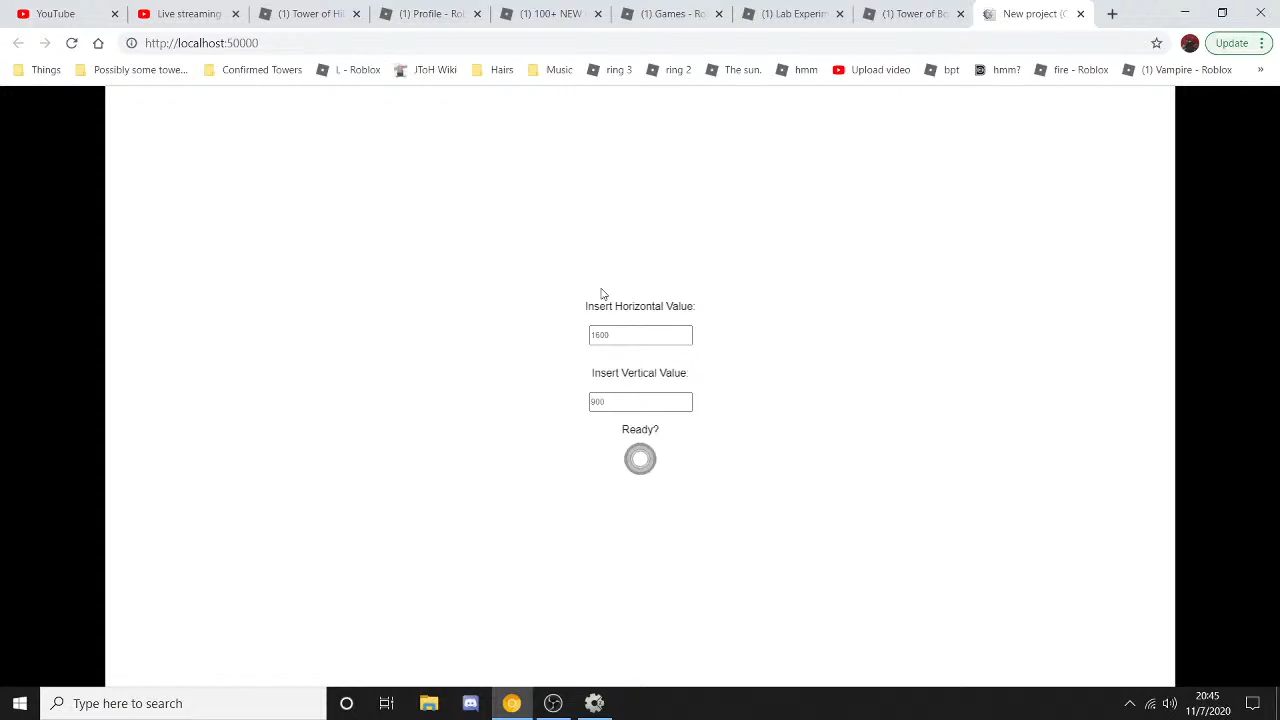 YouTube
Live streaming
(1) Tower of Hi
(1) Profile -
(1) 100+ NEW
(1) Games - Ro
(1) Lab Experim
(1) Tower of Bo
New project (C
http://localhost:50000
Update
Things
Possibly some towe...
Confirmed Towers
L - Roblox
JToH Wiki
Hairs
Music
ring 3
ring 2
The sun.
hmm
Upload video
bpt
hmm?
fire - Roblox
(1) Vampire - Roblox
»
Insert Horizontal Value:
1600
Insert Vertical Value:
900
Ready?
Type here to search
20:45
11/7/2020